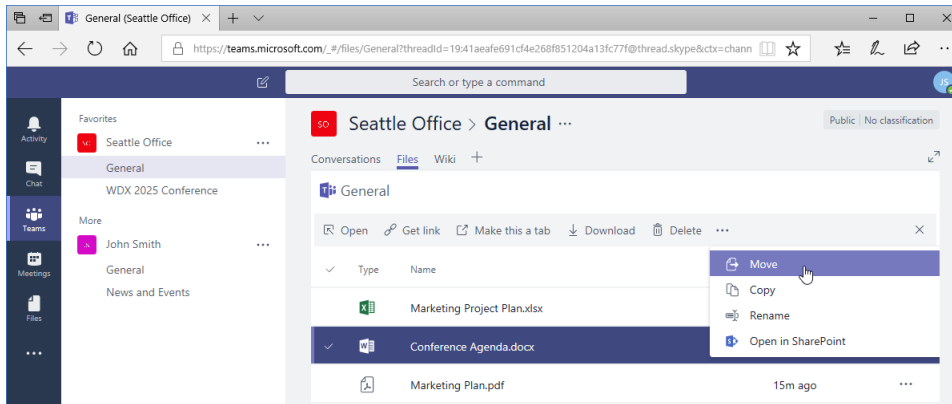 General (Seattle Office)
https://teams.microsoft.com/_#/files/General?threadId=19:41aeafe691cf4e268f851204a13fc77f@thread.skype&ctx=chann
Search or type a command
JS
Activity
Chat
Teams
Meetings
Files
Favorites
SO Seattle Office
General
WDX 2025 Conference
More
John Smith
General
News and Events
SO Seattle Office > General
Public No classification
Conversations Files Wiki
General
Open Get link Make this a tab Download Delete
Type Name
Move
Copy
Rename
Open in SharePoint
Marketing Project Plan.xlsx
Conference Agenda.docx
Marketing Plan.pdf 15m ago